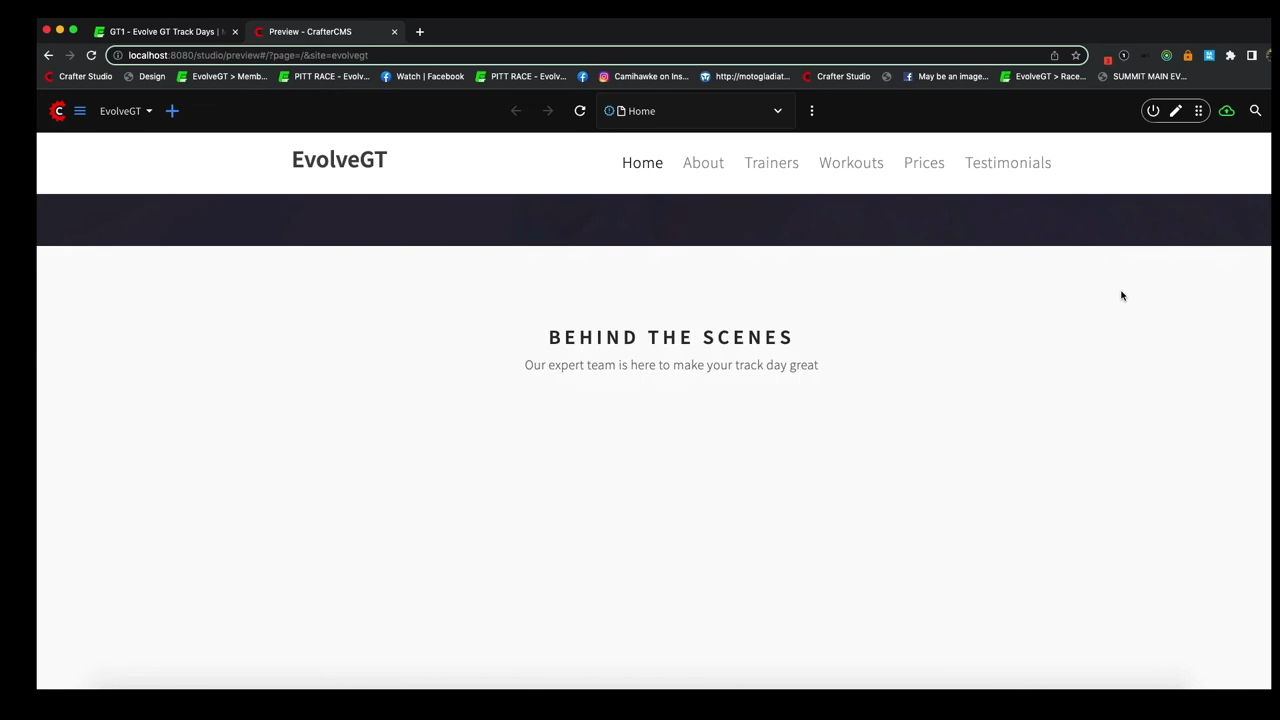 GT1 - Evolve GT Track Days |
Preview - CrafterCMS
localhost:8080/studio/preview#/?page=/&site=evolvegt
Crafter Studio
Design
EvolveGT > Memb...
PITT RACE - Evolv...
Watch | Facebook
PITT RACE - Evolv...
Camihawke on Ins...
http://motogladiat...
Crafter Studio
May be an image...
EvolveGT > Race...
SUMMIT MAIN EV...
EvolveGT
Home
EvolveGT
Home
About
Trainers
Workouts
Prices
Testimonials
BEHIND THE SCENES
Our expert team is here to make your track day great